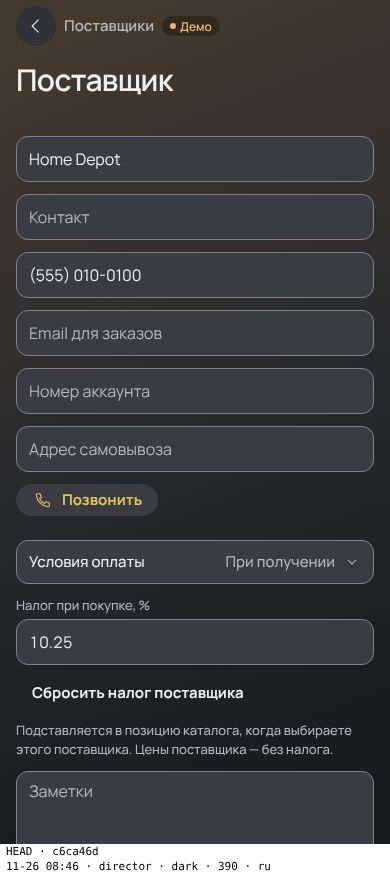 Поставщики
Демо
Поставщик
Home Depot
Контакт
(555) 010-0100
Email для заказов
Номер аккаунта
Адрес самовывоза
Позвонить
Условия оплаты
При получении
Налог при покупке, %
10.25
Сбросить налог поставщика
Подставляется в позицию каталога, когда выбираете
этого поставщика. Цены поставщика — без налога.
Заметки
HEAD · c6ca46d
11-26 08:46 · director · dark · 390 · ru